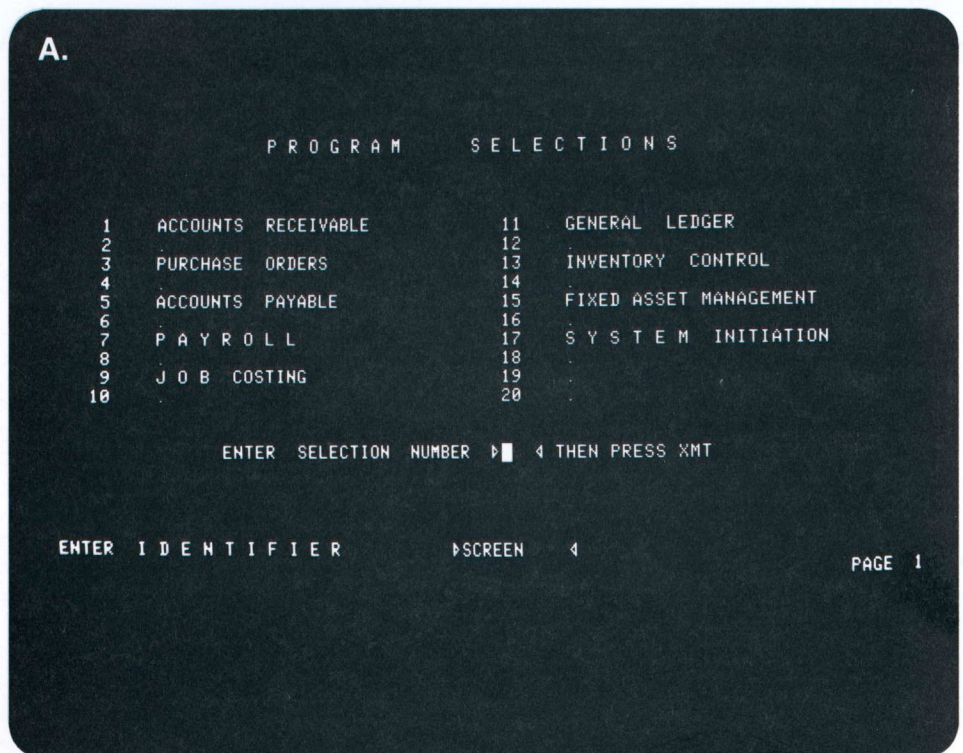 A.
P R O G R A M   S E L E C T I O N S
1 ACCOUNTS RECEIVABLE 11 GENERAL LEDGER
2 . 12 .
3 PURCHASE ORDERS 13 INVENTORY CONTROL
4 . 14 .
5 ACCOUNTS PAYABLE 15 FIXED ASSET MANAGEMENT
6 . 16 .
7 P A Y R O L L 17 S Y S T E M INITIATION
8 . 18 .
9 J O B COSTING 19 .
10 . 20 .
ENTER SELECTION NUMBER ▷█ ◁ THEN PRESS XMT
ENTER I D E N T I F I E R ▷SCREEN ◁
PAGE 1